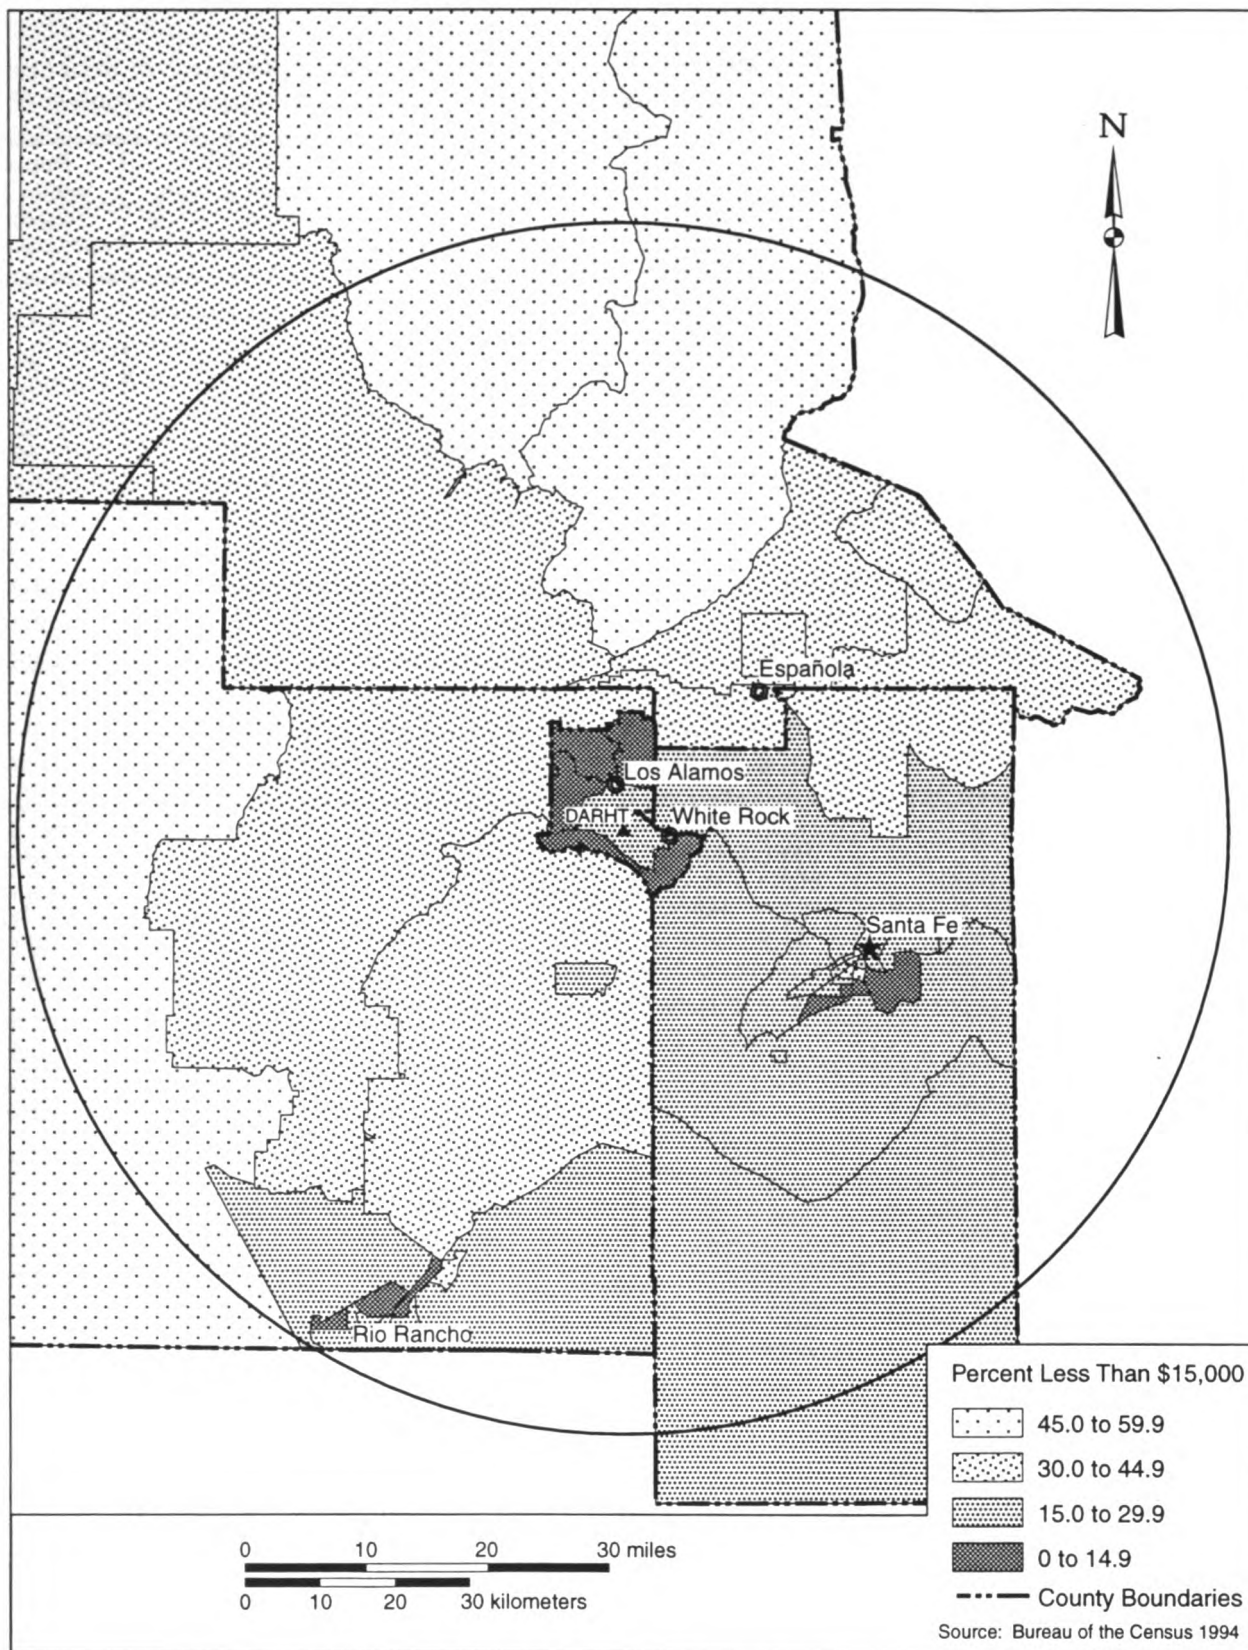 N
Española
Los Alamos
DARHT
White Rock
Santa Fe
Rio Rancho
Percent Less Than $15,000
45.0 to 59.9
30.0 to 44.9
15.0 to 29.9
0 to 14.9
County Boundaries
Source: Bureau of the Census 1994
0 10 20 30 miles
0 10 20 30 kilometers